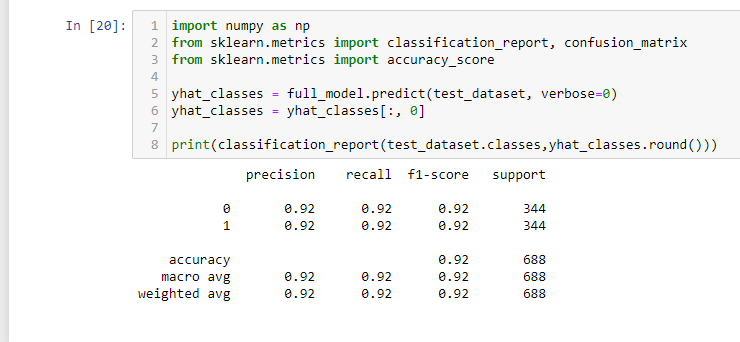 In [20]:
1 import numpy as np
2 from sklearn.metrics import classification_report, confusion_matrix
3 from sklearn.metrics import accuracy_score
4
5 yhat_classes = full_model.predict(test_dataset, verbose=0)
6 yhat_classes = yhat_classes[:, 0]
7
8 print(classification_report(test_dataset.classes,yhat_classes.round()))
precision recall f1-score support
0 0.92 0.92 0.92 344
1 0.92 0.92 0.92 344
accuracy 0.92 688
macro avg 0.92 0.92 0.92 688
weighted avg 0.92 0.92 0.92 688